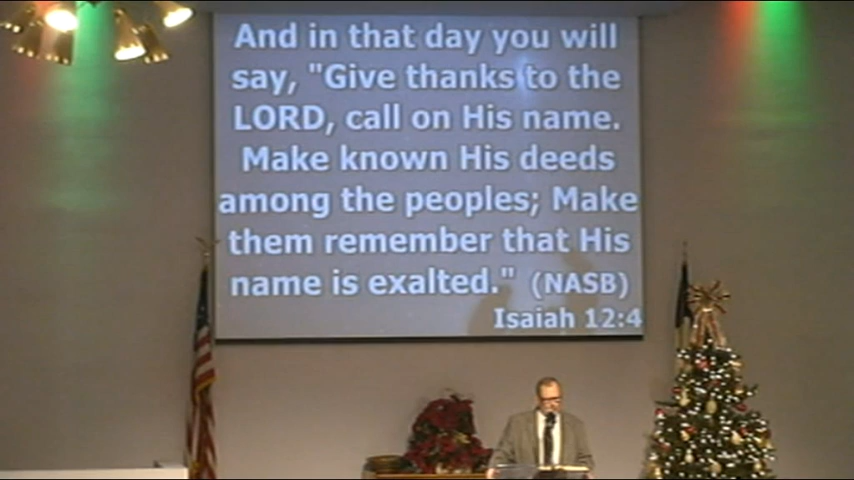 And in that day you will
say, "Give thanks to the
LORD, call on His name.
Make known His deeds
among the peoples; Make
them remember that His
name is exalted." (NASB)
Isaiah 12:4